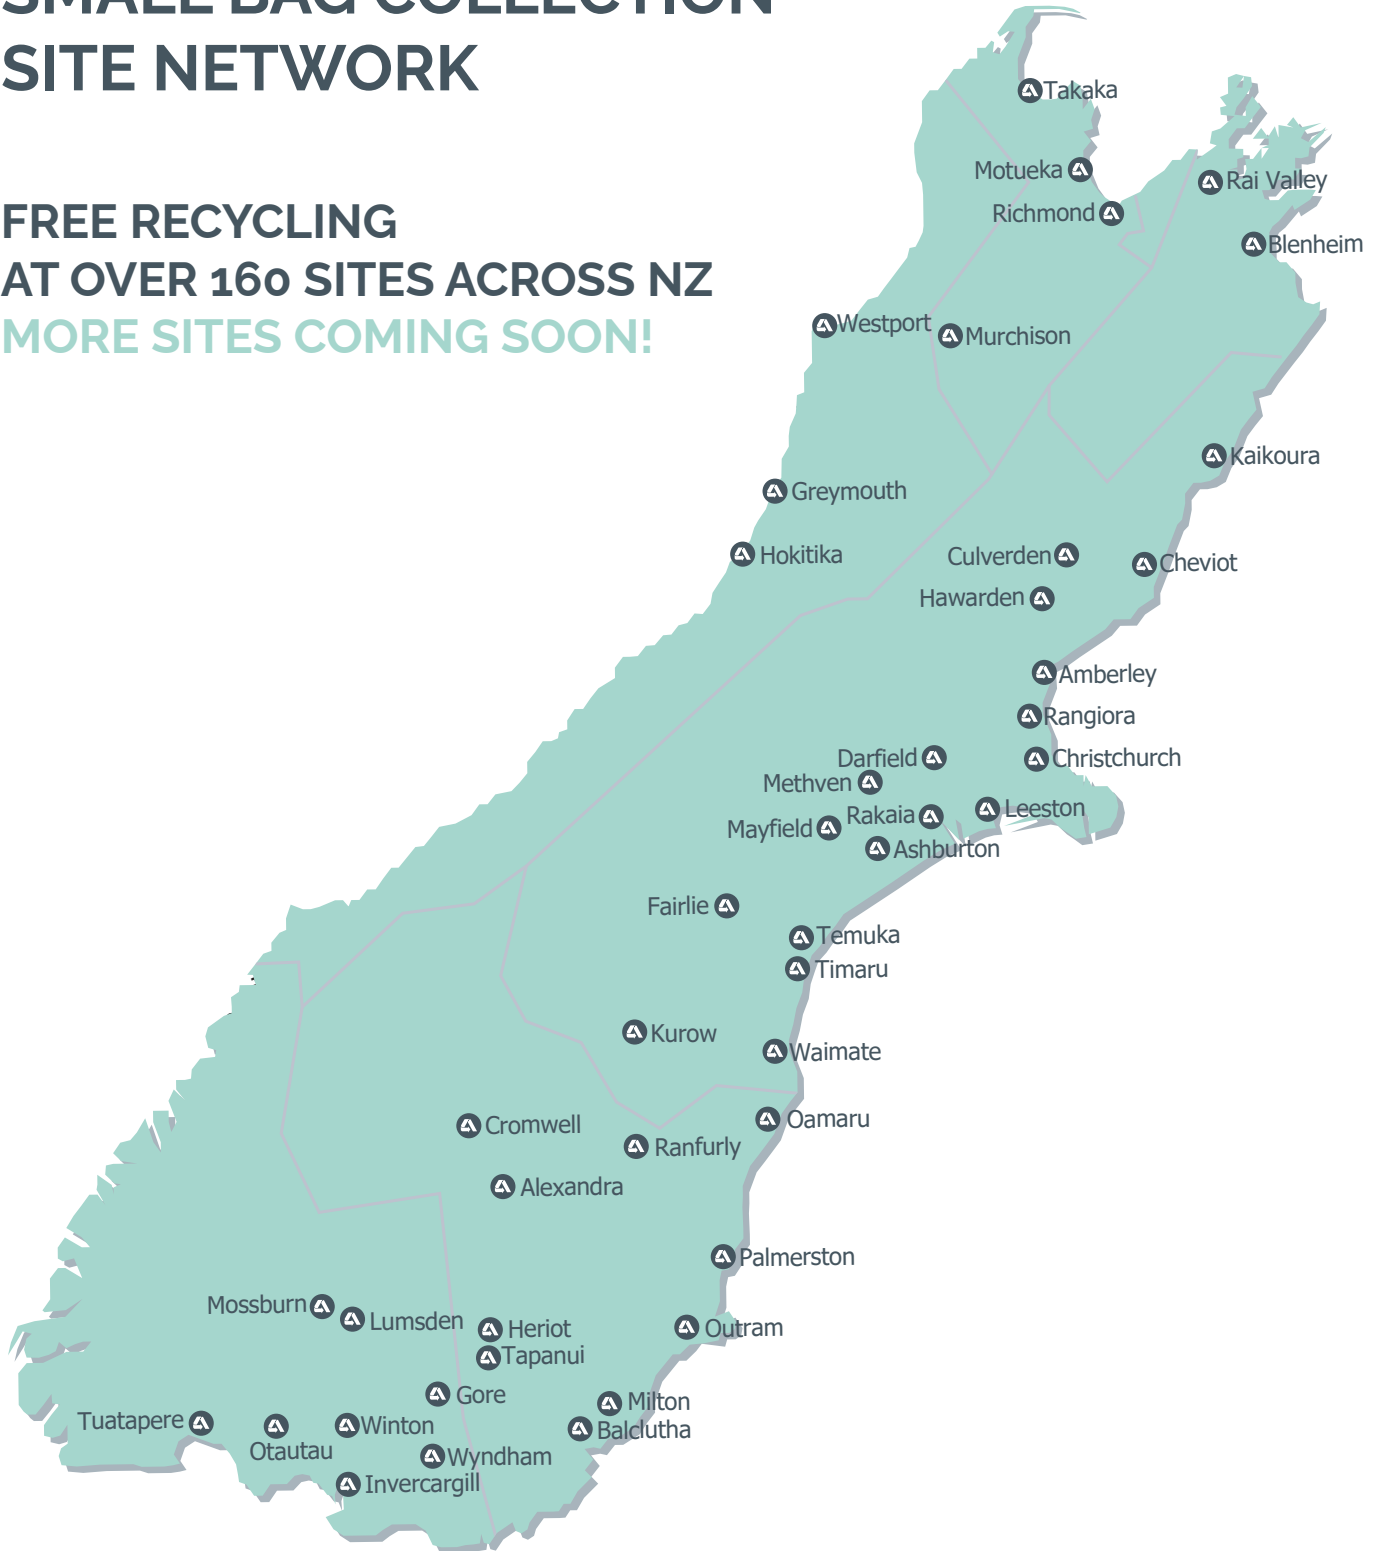 SMALL BAG COLLECTION
SITE NETWORK
FREE RECYCLING
AT OVER 160 SITES ACROSS NZ
MORE SITES COMING SOON!
Takaka
Motueka
Rai Valley
Richmond
Blenheim
Westport
Murchison
Kaikoura
Greymouth
Hokitika
Culverden
Cheviot
Hawarden
Amberley
Rangiora
Darfield
Christchurch
Methven
Rakaia
Leeston
Mayfield
Ashburton
Fairlie
Temuka
Timaru
Kurow
Waimate
Oamaru
Cromwell
Ranfurly
Alexandra
Palmerston
Mossburn
Lumsden
Heriot
Outram
Tapanui
Gore
Milton
Tuatapere
Winton
Balclutha
Otautau
Wyndham
Invercargill